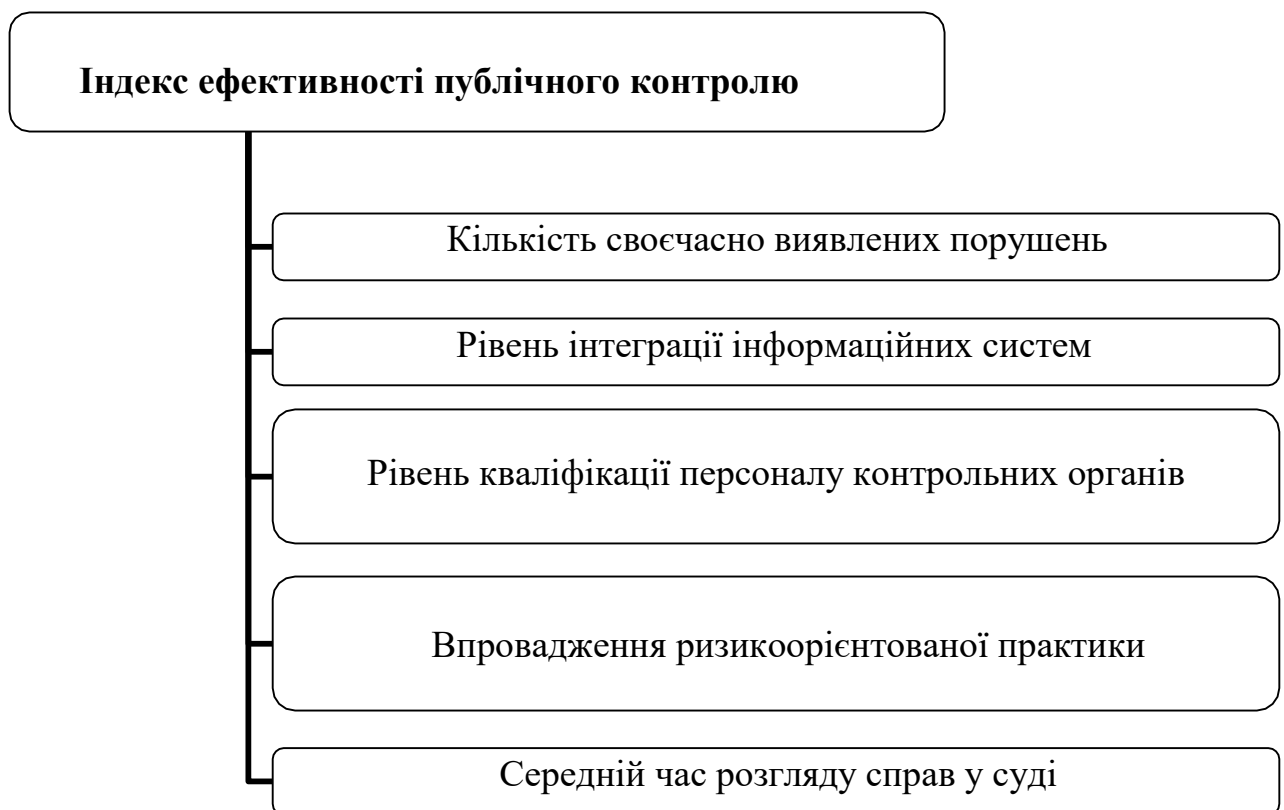 Індекс ефективності публічного контролю
Кількість своєчасно виявлених порушень
Рівень інтеграції інформаційних систем
Рівень кваліфікації персоналу контрольних органів
Впровадження ризикоорієнтованої практики
Середній час розгляду справ у суді